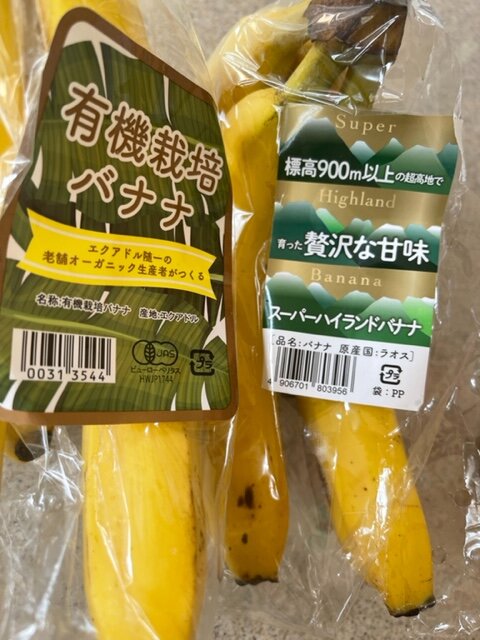 有機栽培
バナナ
エクアドル随一の
老舗オーガニック生産者がつくる
名称:有機栽培バナナ 産地:エクアドル
0031 3544
JAS
ビューローベリタス
HWJP1744
プラ
Super
標高900m以上の超高地で
Highland
育った贅沢な甘味
Banana
スーパーハイランドバナナ
[品名:バナナ 原産国:ラオス]
4 906701 803956
プラ
袋:PP